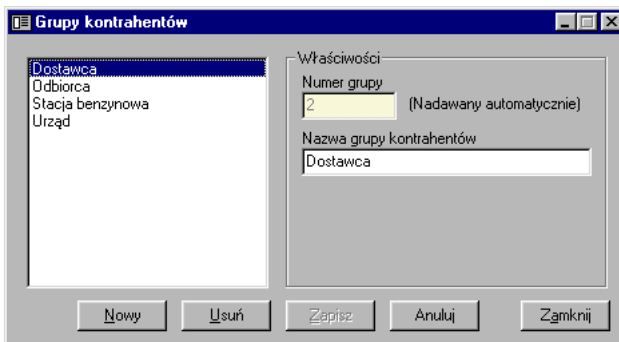 Grupy kontrahentów
Dostawca
Odbiorca
Stacja benzynowa
Urząd
Właściwości
Numer grupy
2 (Nadawany automatycznie)
Nazwa grupy kontrahentów
Dostawca
Nowy Usuń Zapisz Anuluj Zamknij